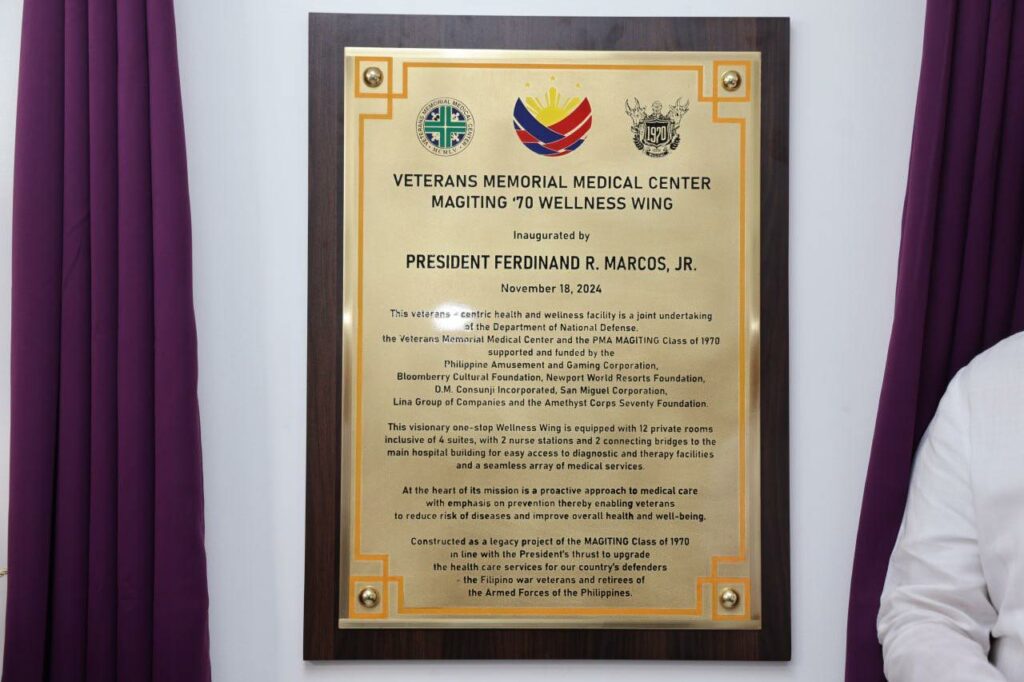 VETERANS MEMORIAL MEDICAL CENTER
MCMLV
1970
VETERANS MEMORIAL MEDICAL CENTER
MAGITING ‘70 WELLNESS WING
Inaugurated by
PRESIDENT FERDINAND R. MARCOS, JR.
November 18, 2024
This veterans - centric health and wellness facility is a joint undertaking
of the Department of National Defense.
the Veterans Memorial Medical Center and the PMA MAGITING Class of 1970
supported and funded by the
Philippine Amusement and Gaming Corporation,
Bloomberry Cultural Foundation, Newport World Resorts Foundation,
D.M. Consunji Incorporated, San Miguel Corporation,
Lina Group of Companies and the Amethyst Corps Seventy Foundation.
This visionary one-stop Wellness Wing is equipped with 12 private rooms
inclusive of 4 suites, with 2 nurse stations and 2 connecting bridges to the
main hospital building for easy access to diagnostic and therapy facilities
and a seamless array of medical services.
At the heart of its mission is a proactive approach to medical care
with emphasis on prevention thereby enabling veterans
to reduce risk of diseases and improve overall health and well-being.
Constructed as a legacy project of the MAGITING Class of 1970
in line with the President's thrust to upgrade
the health care services for our country's defenders
- the Filipino war veterans and retirees of
the Armed Forces of the Philippines.